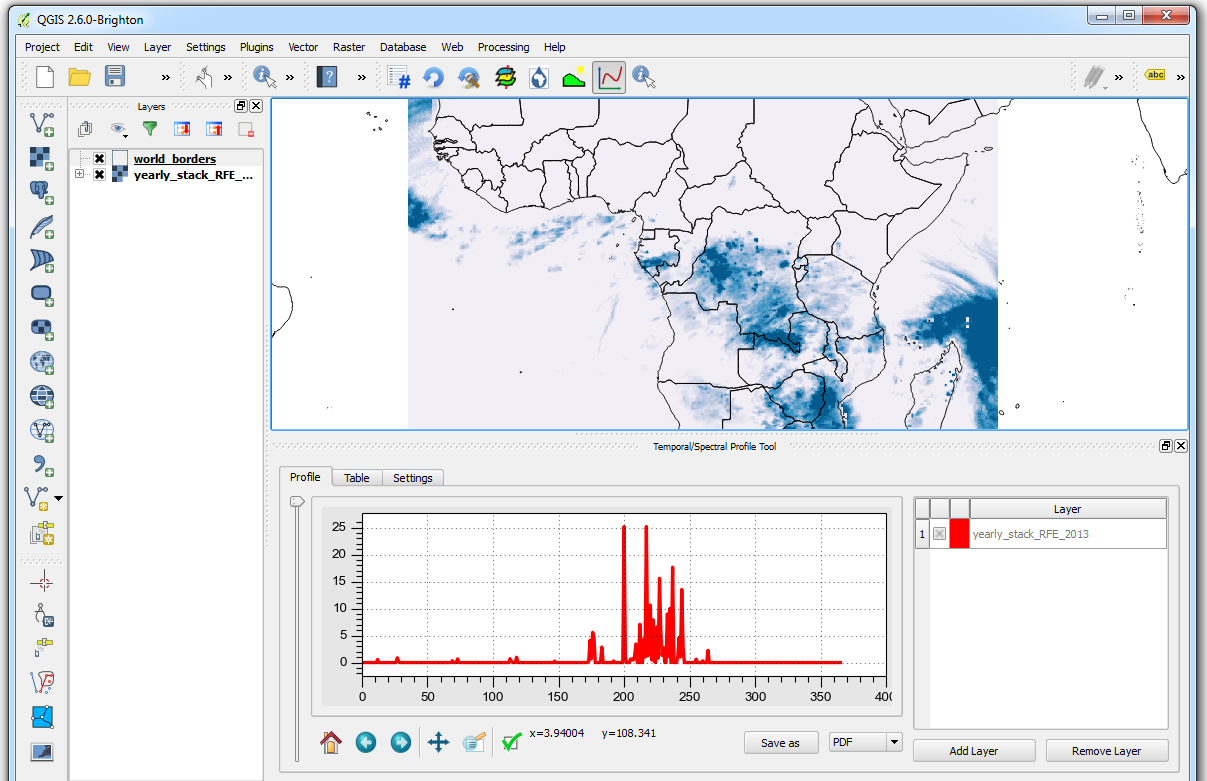 QGIS 2.6.0-Brighton
Project Edit View Layer Settings Plugins Vector Raster Database Web Processing Help
abc
Layers
world_borders
yearly_stack_RFE_...
Temporal/Spectral Profile Tool
Profile Table Settings
25
20
15
10
5
0
0 50 100 150 200 250 300 350 400
Layer
1 yearly_stack_RFE_2013
x=3.94004 y=108.341
Save as PDF
Add Layer Remove Layer